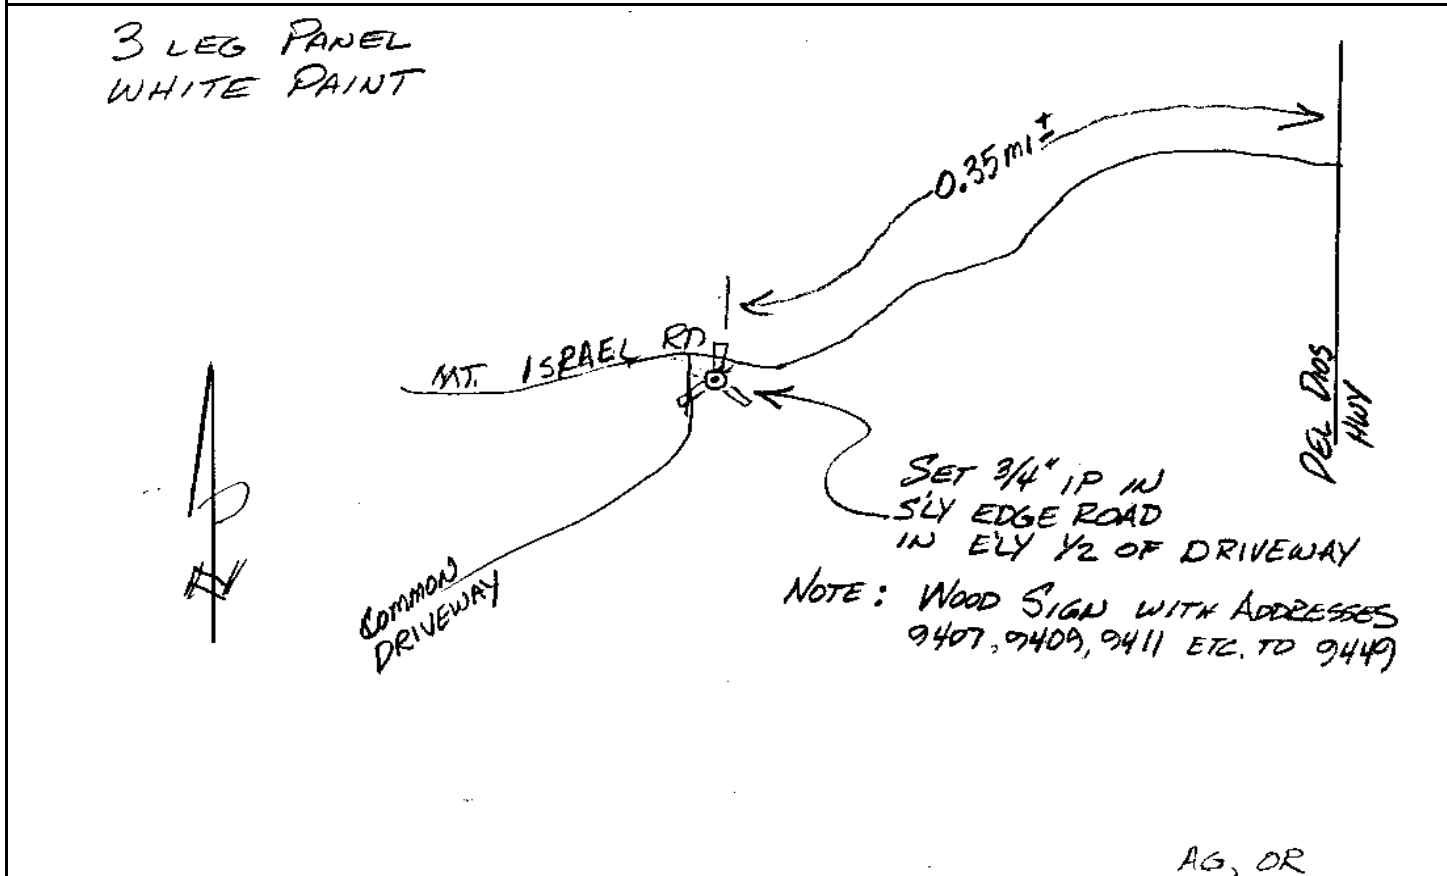 3 LEG PANEL
WHITE PAINT
0.35 MI ±
MT. ISRAEL RD
DEL DIOS
HWY
SET 3/4" IP IN
S'LY EDGE ROAD
IN E'LY 1/2 OF DRIVEWAY
COMMON
DRIVEWAY
NOTE: WOOD SIGN WITH ADDRESSES
9407, 9409, 9411 ETC. TO 9449
AG, OR